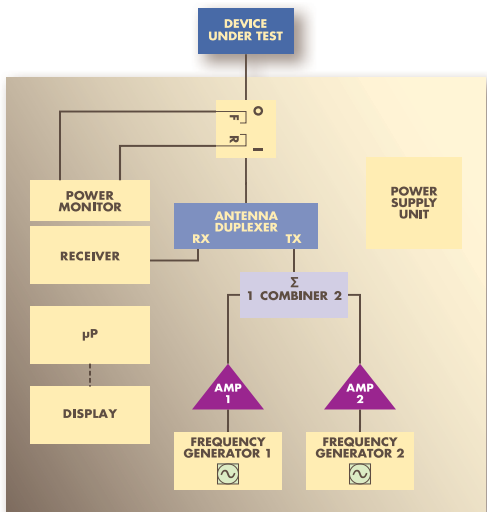 DEVICE
UNDER TEST
O
F
R
I
POWER
MONITOR
POWER
SUPPLY
UNIT
ANTENNA
DUPLEXER
RX TX
RECEIVER
Σ
1 COMBINER 2
µP
AMP
1
AMP
2
DISPLAY
FREQUENCY
GENERATOR 1
FREQUENCY
GENERATOR 2